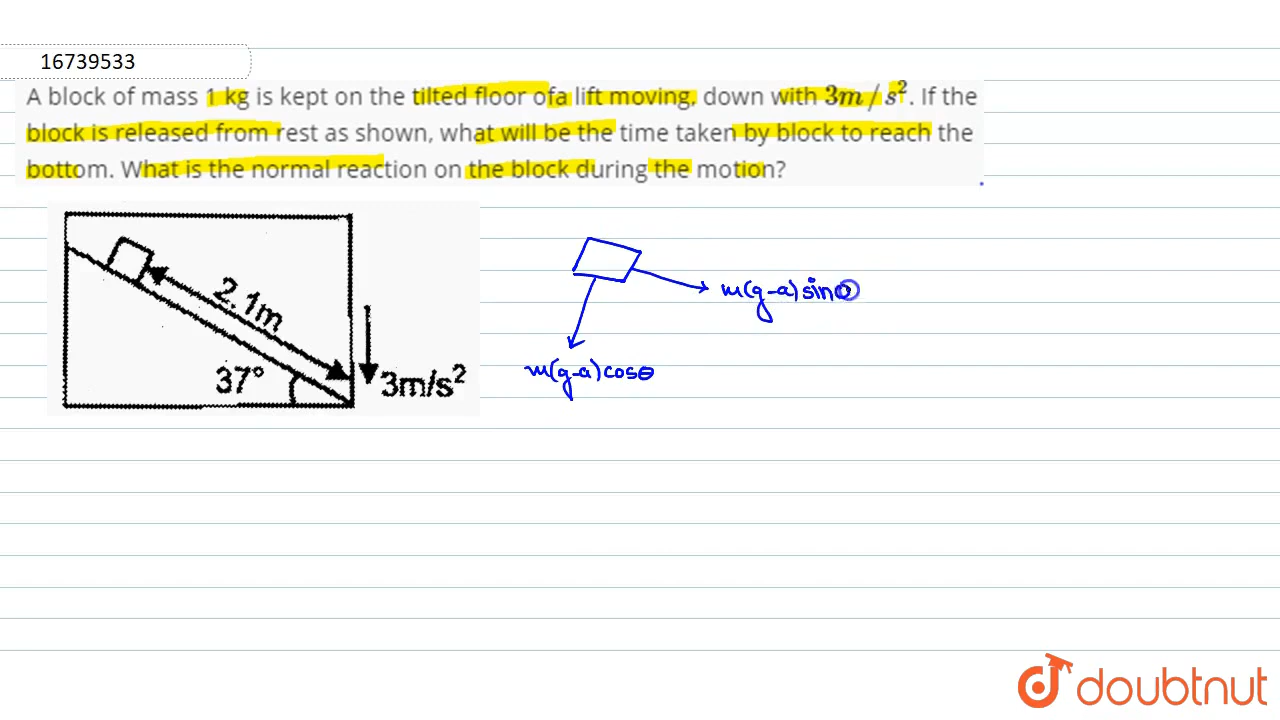 16739533
A block of mass 1 kg is kept on the tilted floor ofa lift moving, down with 3m/s². If the
block is released from rest as shown, what will be the time taken by block to reach the
bottom. What is the normal reaction on the block during the motion?
2.1m
37°
3m/s²
m(g-a)sinθ
m(g-a)cosθ
doubtnut